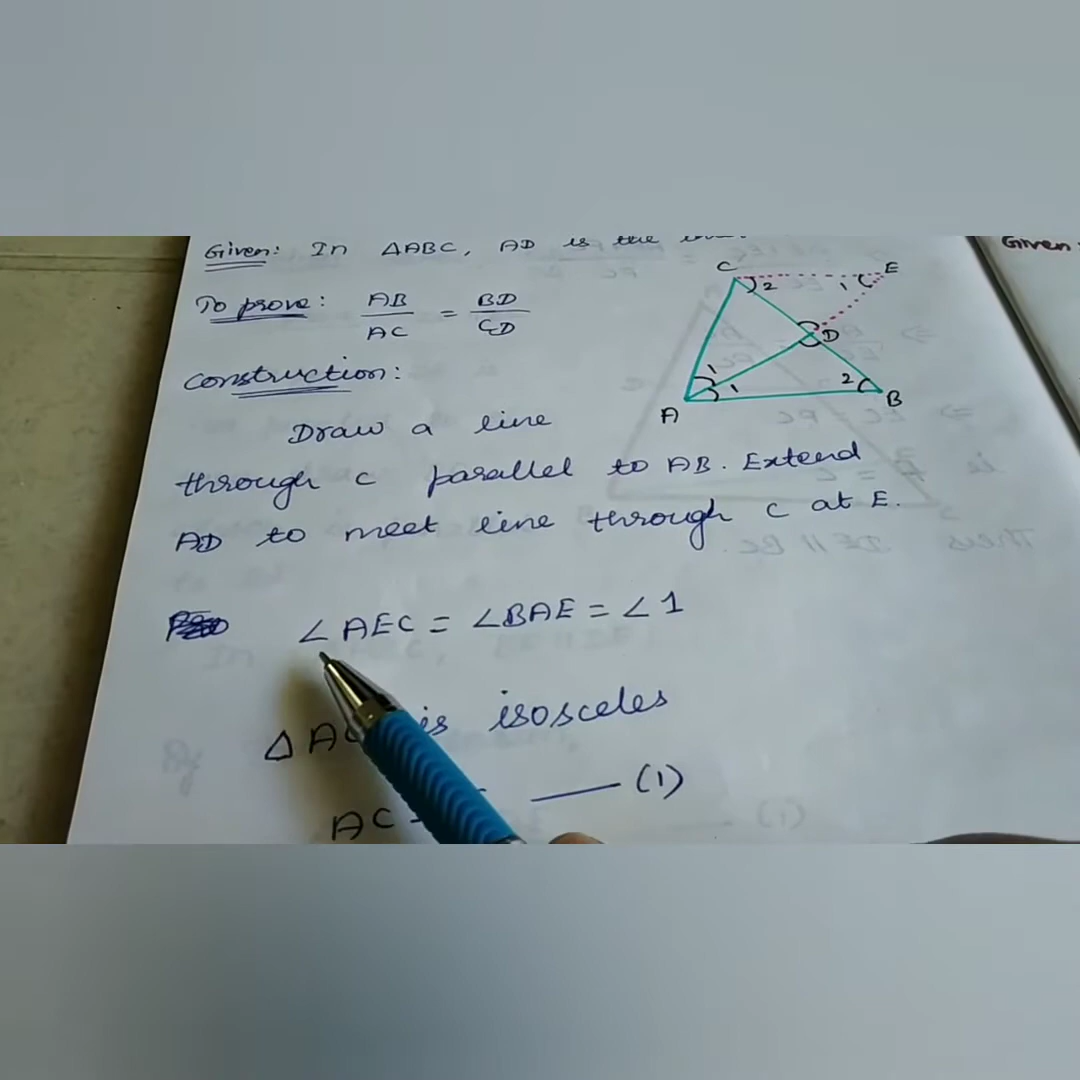 Given: In ΔABC, AD is the
To prove: AB/AC = BD/CD
Construction:
Draw a line
through C parallel to AB. Extend
AD to meet line through C at E.
∠AEC = ∠BAE = ∠1
Δ AC is isosceles
AC = (1)
C
2
1
E
D
1
1
2
A
B
Given